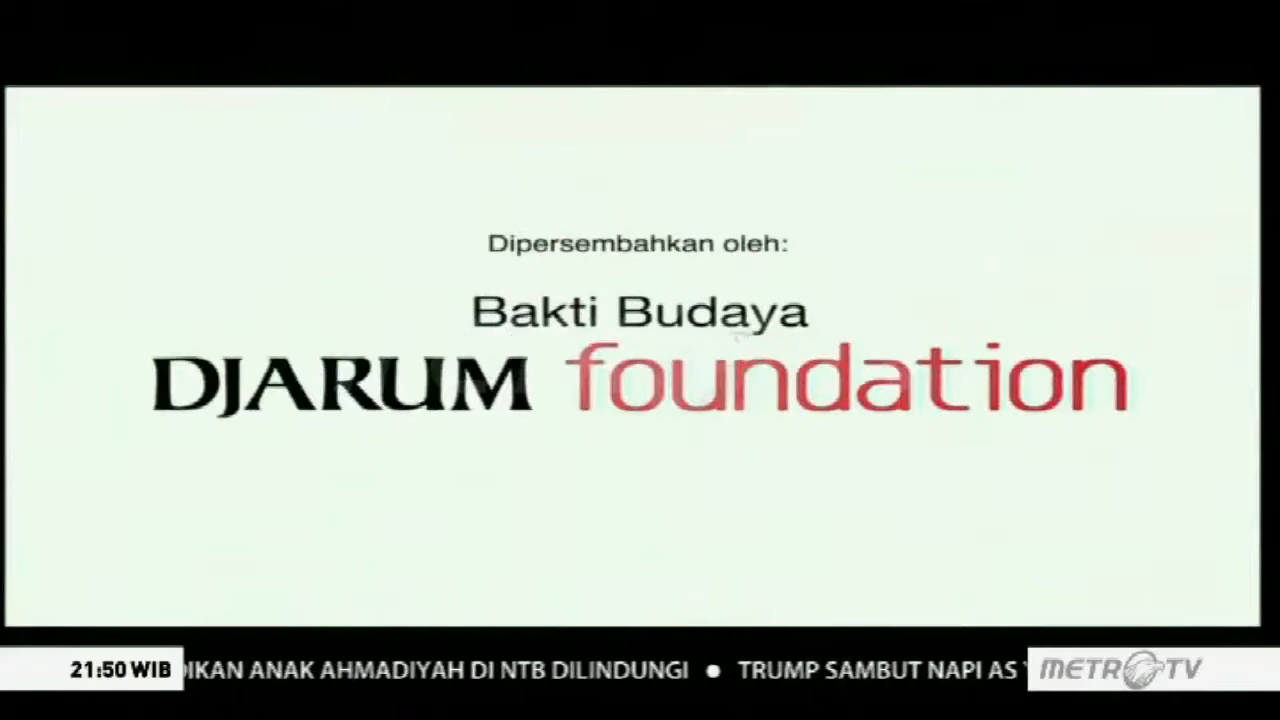 Dipersembahkan oleh:
Bakti Budaya
DJARUM foundation
21:50 WIB DIKAN ANAK AHMADIYAH DI NTB DILINDUNGI ● TRUMP SAMBUT NAPI AS METRO TV